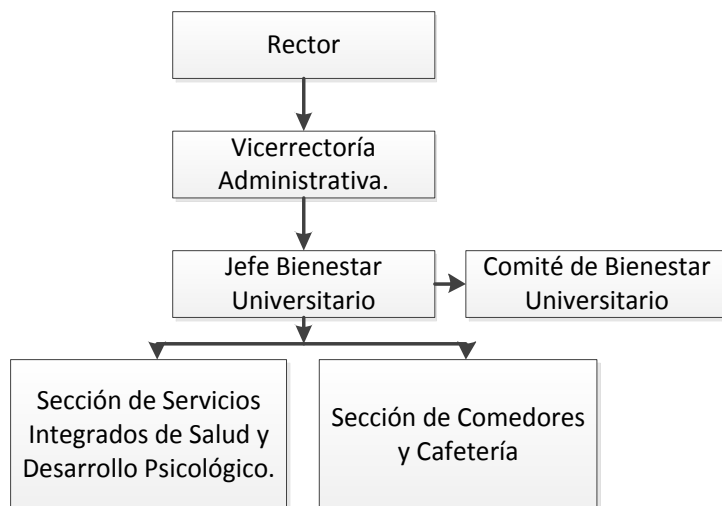 Rector
Vicerrectoría
Administrativa.
Jefe Bienestar
Universitario
Comité de Bienestar
Universitario
Sección de Servicios
Integrados de Salud y
Desarrollo Psicológico.
Sección de Comedores
y Cafetería